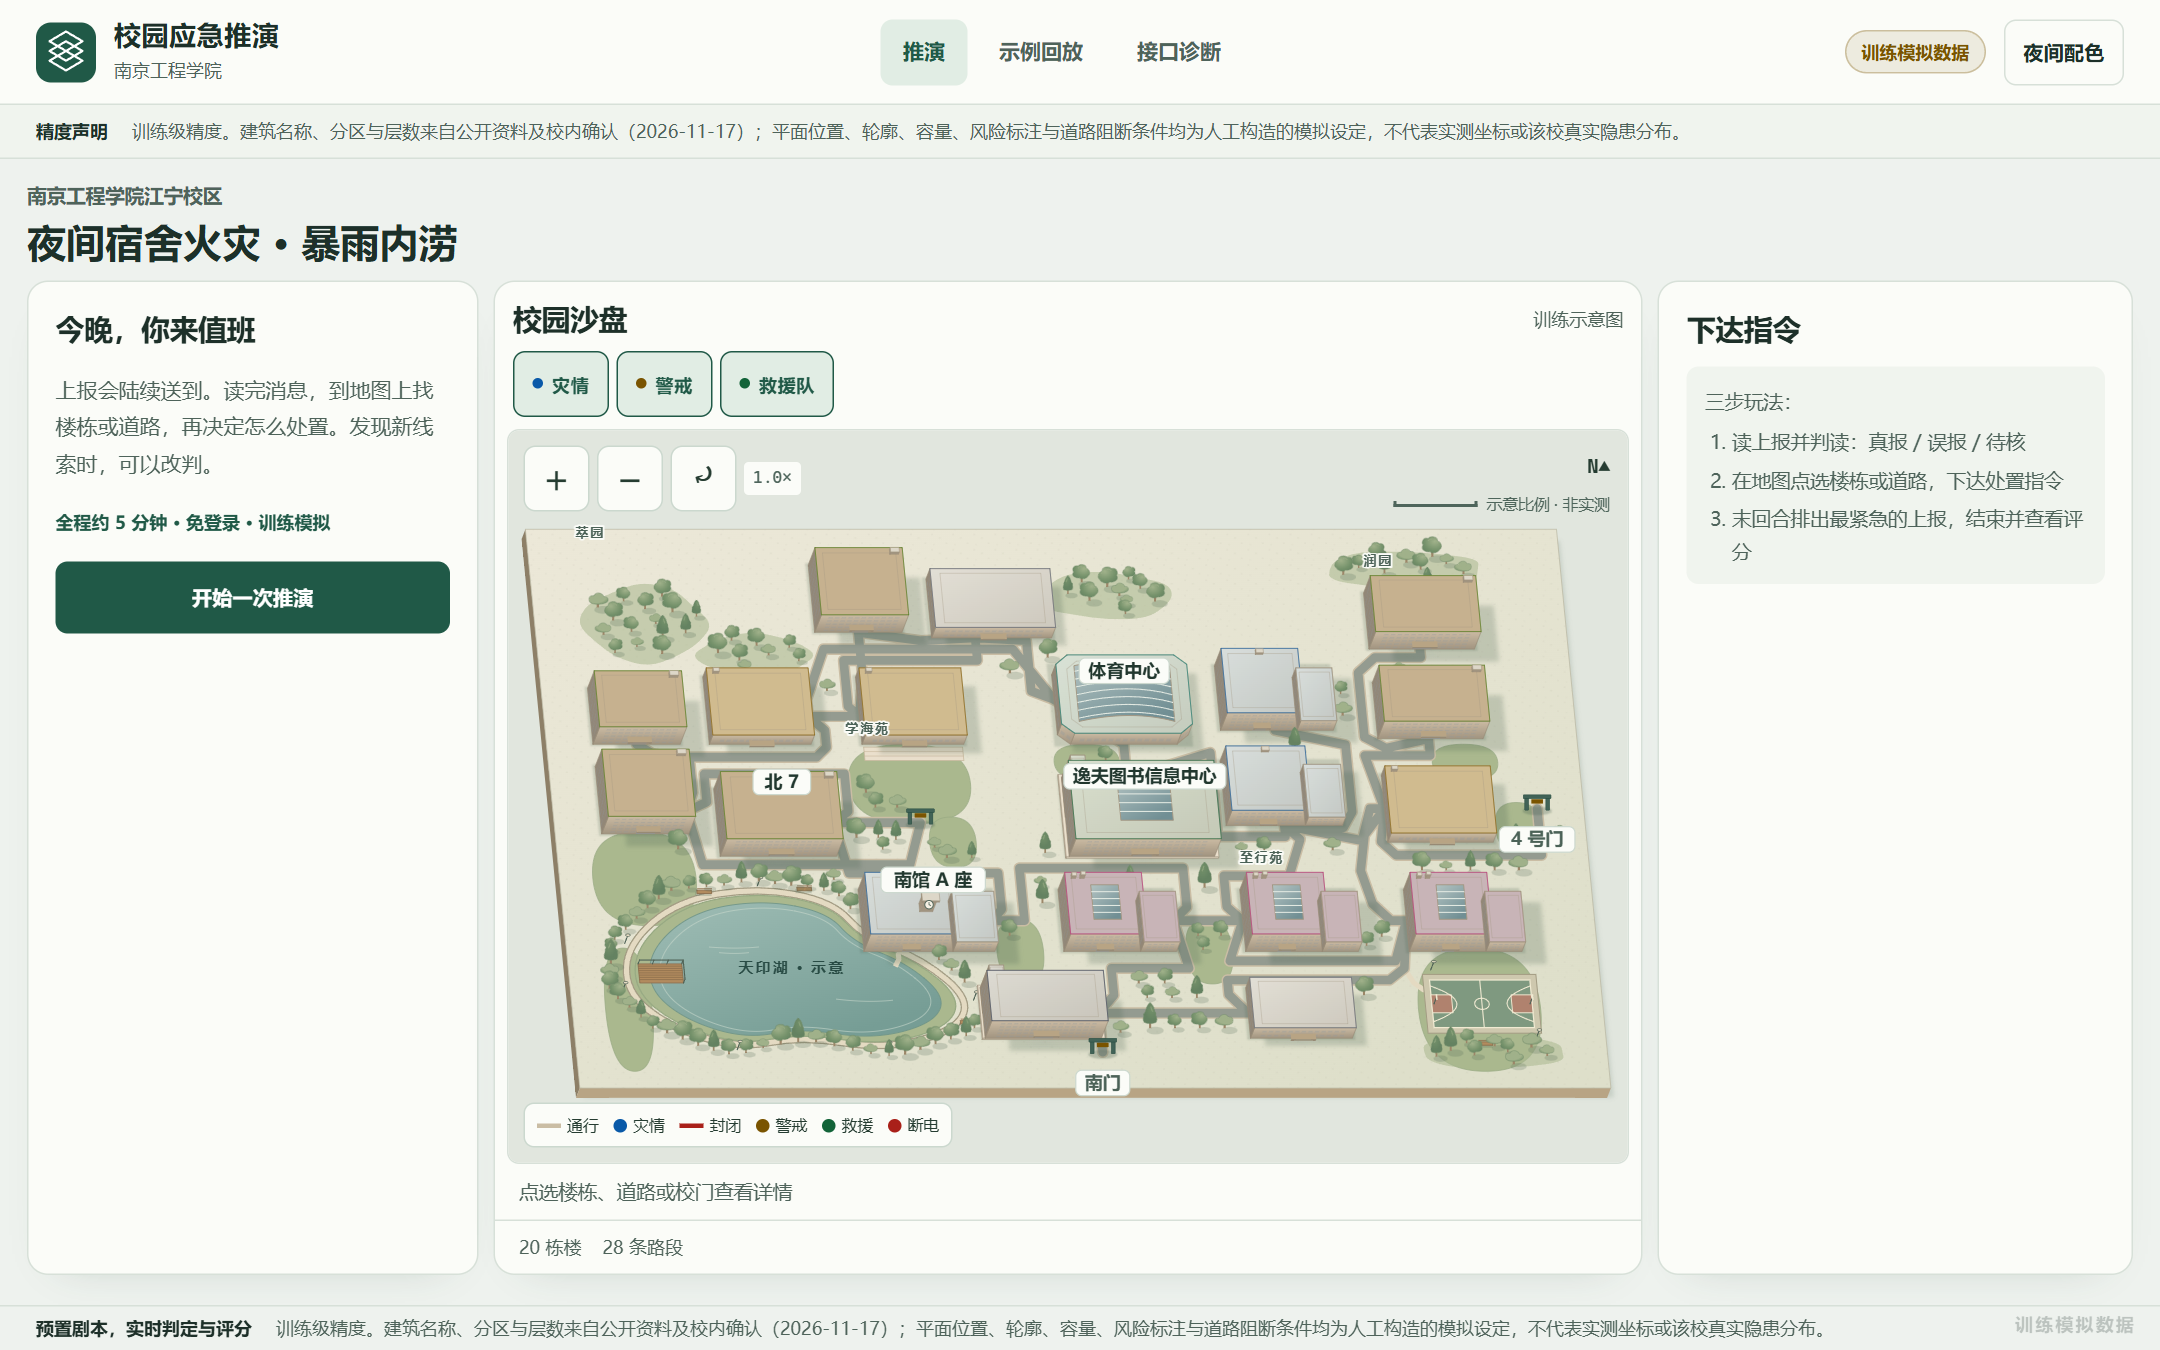 校园应急推演
南京工程学院
推演
示例回放
接口诊断
训练模拟数据
夜间配色
精度声明 训练级精度。建筑名称、分区与层数来自公开资料及校内确认（2026-11-17）；平面位置、轮廓、容量、风险标注与道路阻断条件均为人工构造的模拟设定，不代表实测坐标或该校真实隐患分布。
南京工程学院江宁校区
夜间宿舍火灾·暴雨内涝
今晚，你来值班
上报会陆续送到。读完消息，到地图上找
楼栋或道路，再决定怎么处置。发现新线
索时，可以改判。
全程约 5 分钟·免登录·训练模拟
开始一次推演
校园沙盘
训练示意图
灾情
警戒
救援队
+
−
1.0×
N▲
示意比例 · 非实测
萃园
润园
体育中心
学海苑
逸夫图书信息中心
北 7
4 号门
至行苑
南馆 A 座
天印湖 · 示意
南门
通行 灾情 封闭 警戒 救援 断电
点选楼栋、道路或校门查看详情
20 栋楼 28 条路段
下达指令
三步玩法：
1. 读上报并判读：真报 / 误报 / 待核
2. 在地图点选楼栋或道路，下达处置指令
3. 末回合排出最紧急的上报，结束并查看评
分
预置剧本，实时判定与评分 训练级精度。建筑名称、分区与层数来自公开资料及校内确认（2026-11-17）；平面位置、轮廓、容量、风险标注与道路阻断条件均为人工构造的模拟设定，不代表实测坐标或该校真实隐患分布。
训练模拟数据